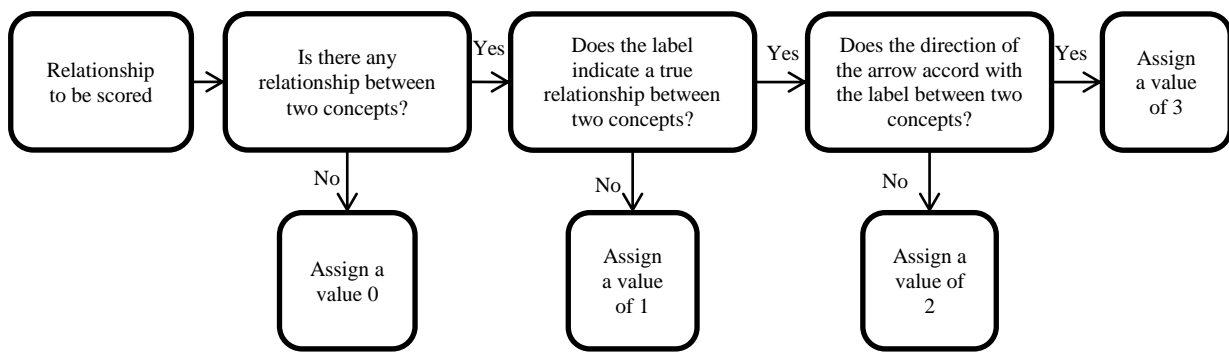 Relationship
to be scored
Is there any
relationship between
two concepts?
Yes
Does the label
indicate a true
relationship between
two concepts?
Yes
Does the direction of
the arrow accord with
the label between two
concepts?
Yes
Assign
a value
of 3
No
No
No
Assign a
value 0
Assign
a value
of 1
Assign a
value of
2